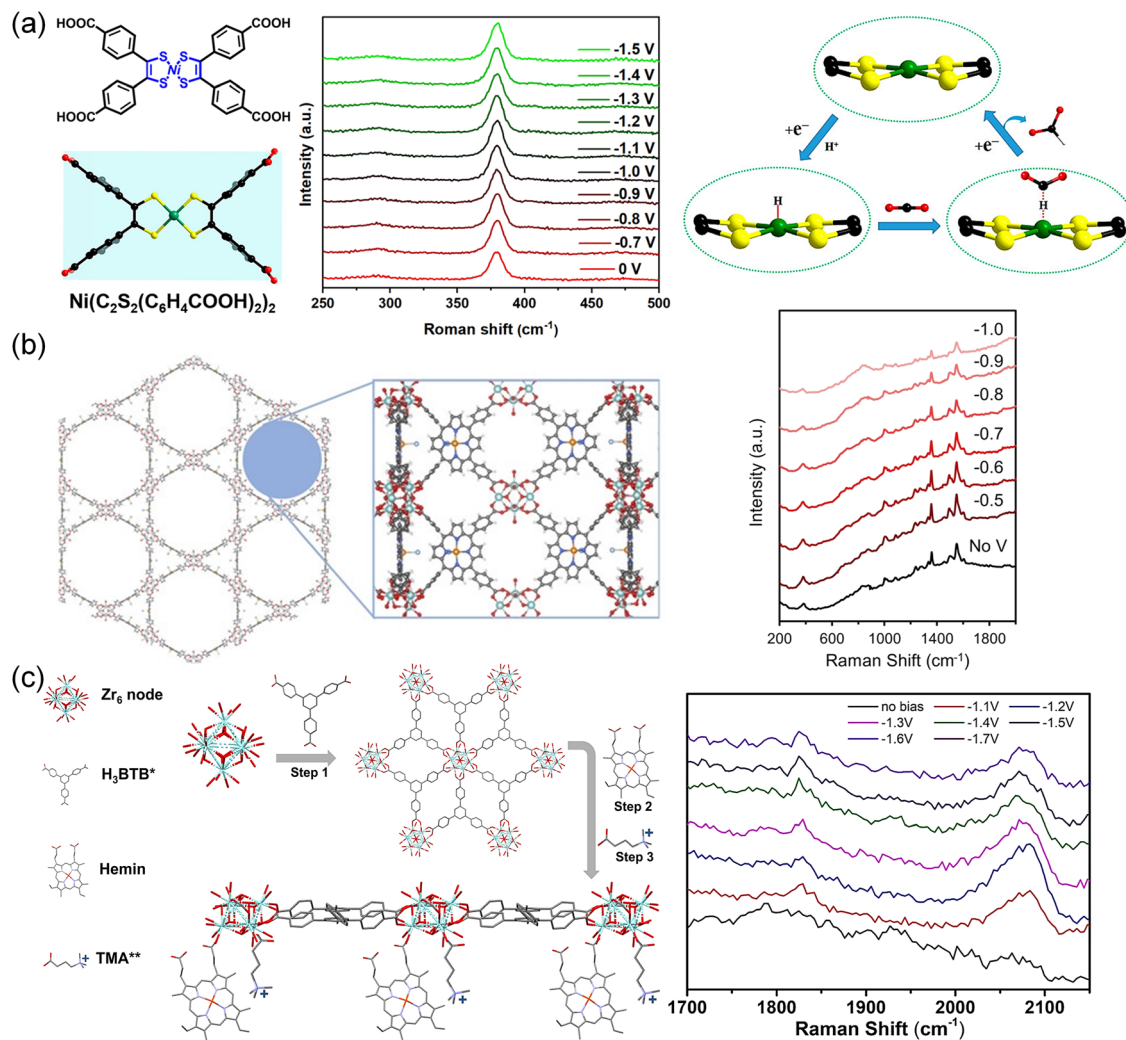 (a)
HOOC
COOH
S
S
Ni
S
S
HOOC
COOH
Ni(C2S2(C6H4COOH)2)2
Intensity (a.u.)
-1.5 V
-1.4 V
-1.3 V
-1.2 V
-1.1 V
-1.0 V
-0.9 V
-0.8 V
-0.7 V
0 V
250 300 350 400 450 500
Roman shift (cm-1)
+e−
H+
+e−
H
H
(b)
Intensity (a.u.)
-1.0
-0.9
-0.8
-0.7
-0.6
-0.5
No V
200 600 1000 1400 1800
Raman Shift (cm-1)
(c)
Zr6 node
H3BTB*
Hemin
TMA**
Step 1
Step 2
Step 3
+
+
+
+
+
Intensity (a.u.)
no bias -1.1V -1.2V
-1.3V -1.4V -1.5V
-1.6V -1.7V
1700 1800 1900 2000 2100
Raman Shift (cm-1)